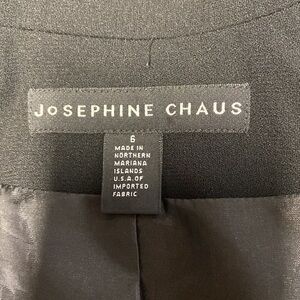 JoSEPHINE CHAUS
6
MADE IN
NORTHERN
MARIANA
ISLANDS
U.S.A.OF
IMPORTED
FABRIC